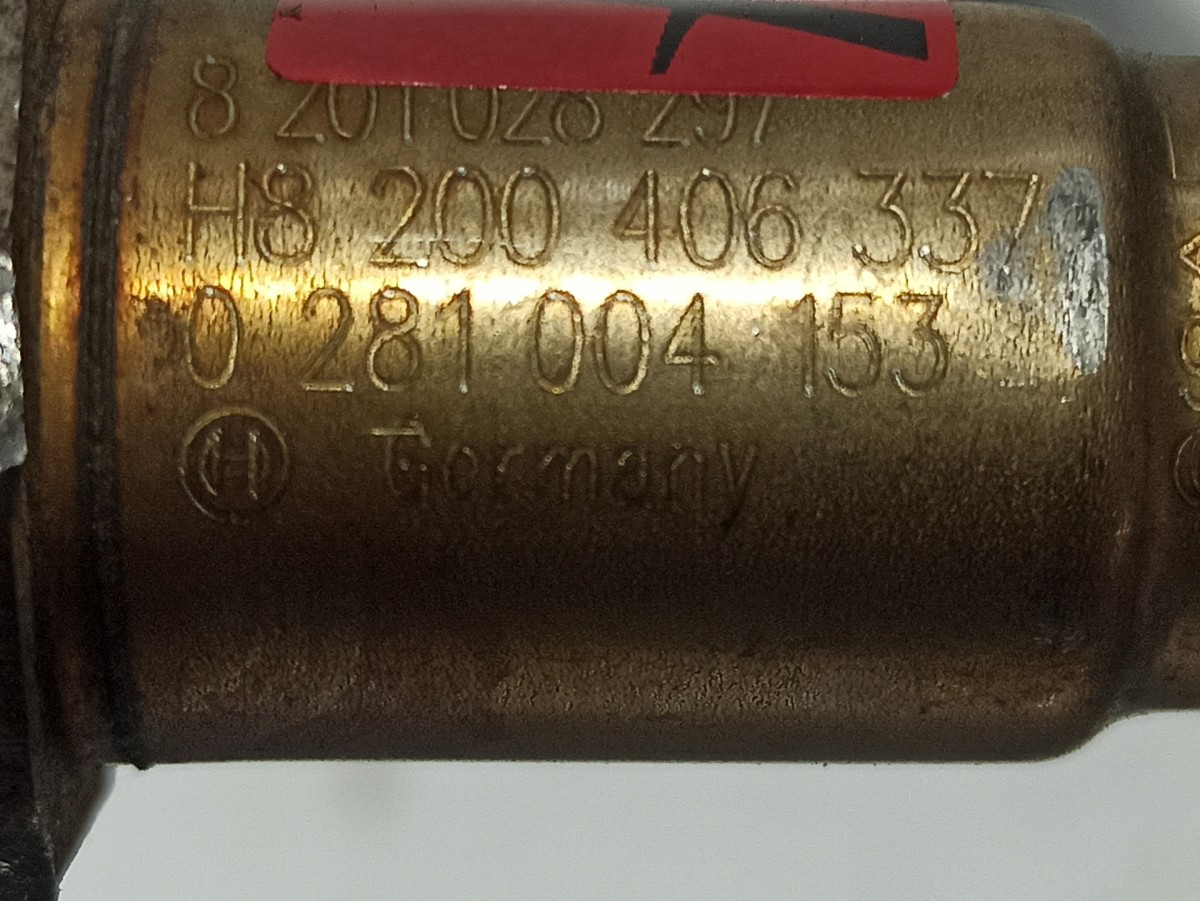 8 201 028 297
H8 200 406 337
0 281 004 153
Germany